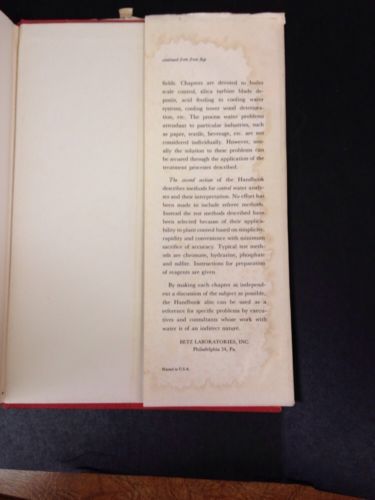 continued from front flap
fields. Chapters are devoted to boiler
scale control, silica turbine blade de-
posits, acid feeding to cooling water
systems, cooling tower wood deteriora-
tion, etc. The process water problems
attendant to particular industries, such
as paper, textile, beverage, etc. are not
considered individually. However, usu-
ally the solution to these problems can
be secured through the application of the
treatment processes described.
The second section of the Handbook
describes methods for control water analy-
ses and their interpretation. No effort has
been made to include referee methods.
Instead the test methods described have
been selected because of their applica-
bility to plant control based on simplicity,
rapidity and convenience with minimum
sacrifice of accuracy. Typical test meth-
ods are chromate, hydrazine, phosphate
and sulfite. Instructions for preparation
of reagents are given.
By making each chapter as independ-
ent a discussion of the subject as possible,
the Handbook also can be used as a
reference for specific problems by execu-
tives and consultants whose work with
water is of an indirect nature.
BETZ LABORATORIES, INC.
Philadelphia 24, Pa.
Printed in U.S.A.